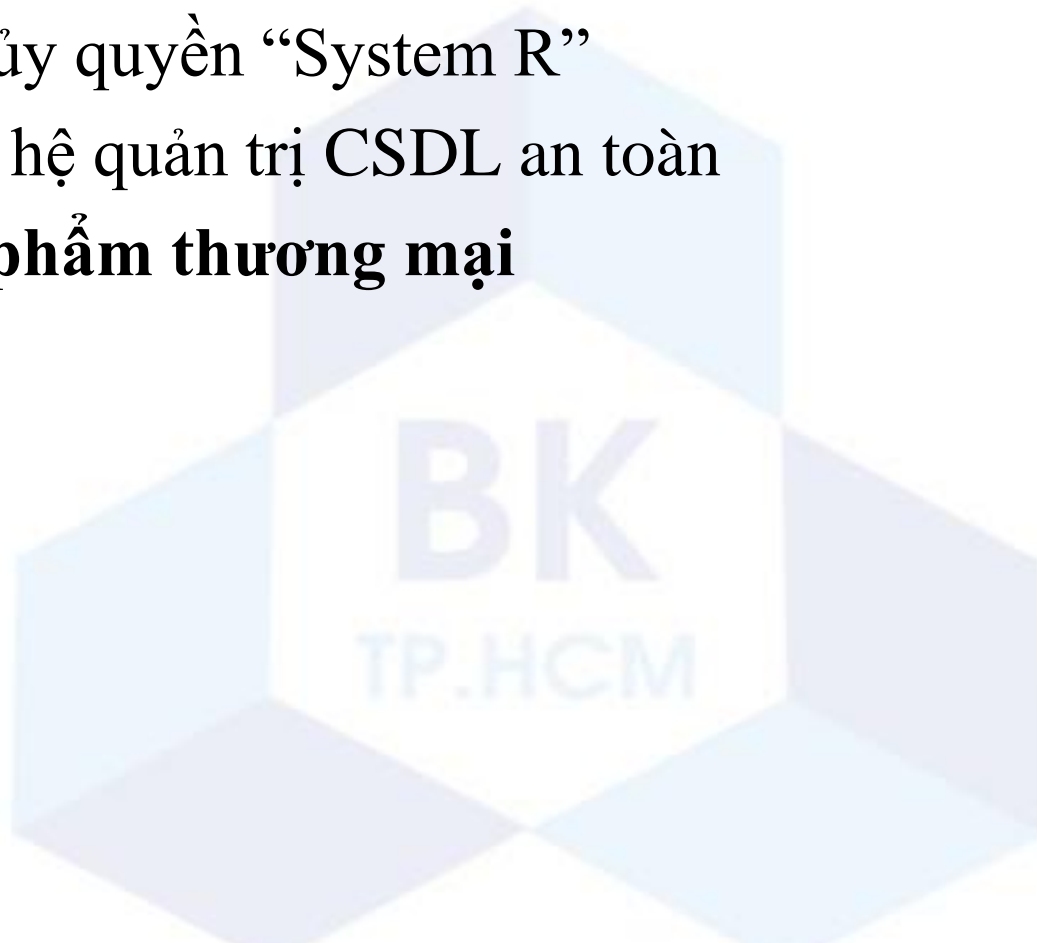 ủy quyền “System R”
hệ quản trị CSDL an toàn
phẩm thương mại
BK
TP.HCM